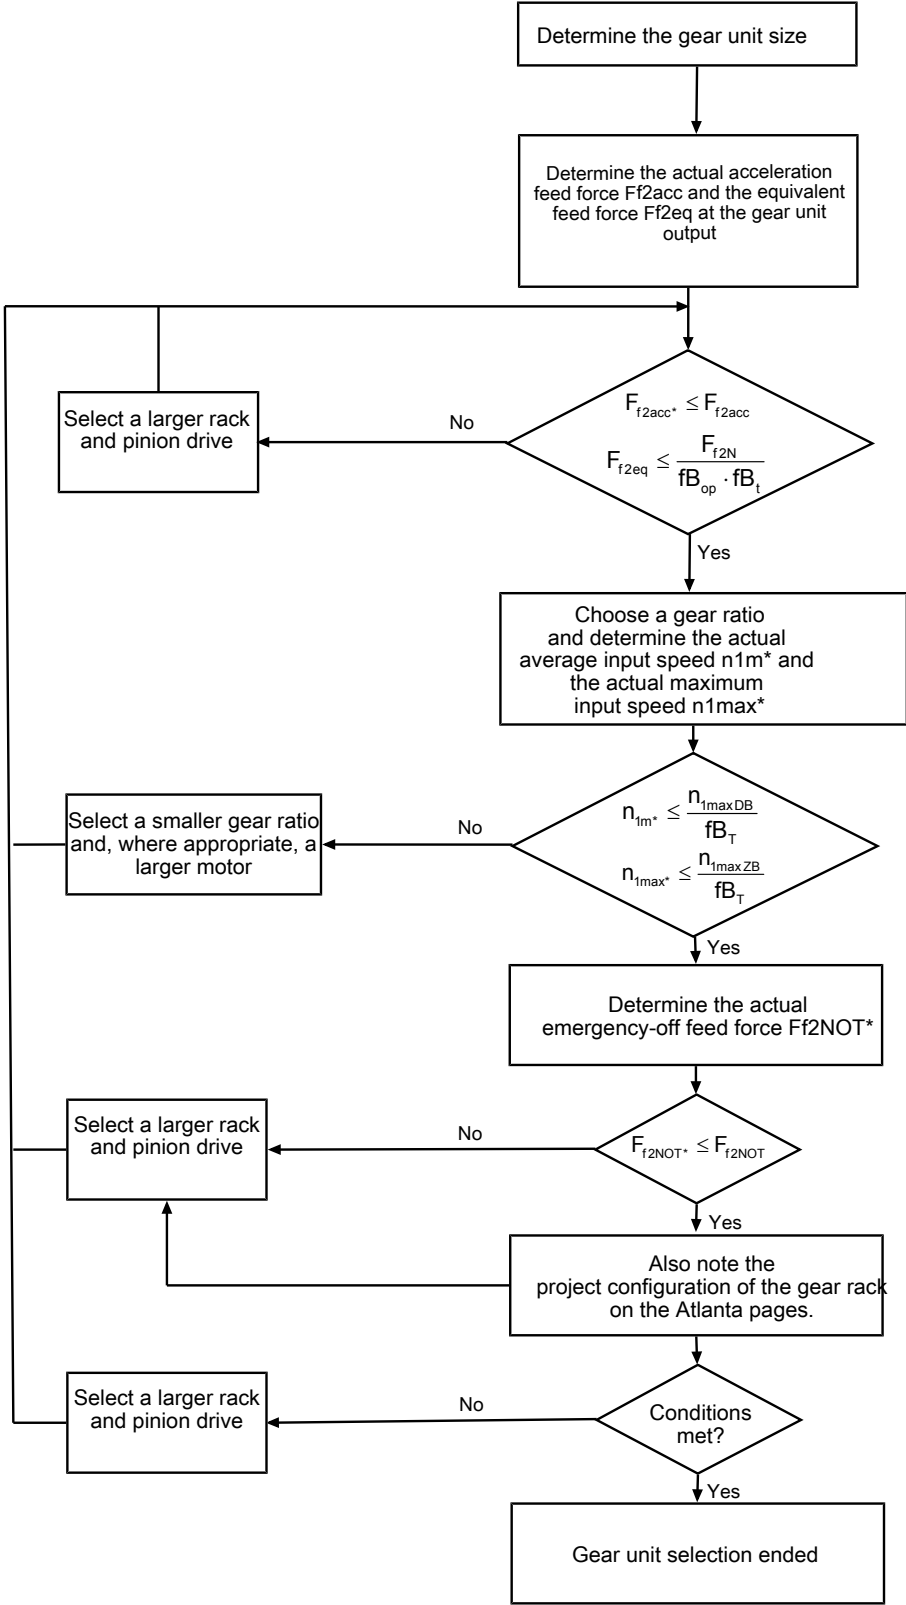 Determine the gear unit size
Determine the actual acceleration
feed force Ff2acc and the equivalent
feed force Ff2eq at the gear unit
output
F_f2acc* ≤ F_f2acc
F_f2eq ≤ F_f2N / (fB_op · fB_t)
No
Select a larger rack
and pinion drive
Yes
Choose a gear ratio
and determine the actual
average input speed n1m* and
the actual maximum
input speed n1max*
n_1m* ≤ n_1maxDB / fB_T
n_1max* ≤ n_1maxZB / fB_T
No
Select a smaller gear ratio
and, where appropriate, a
larger motor
Yes
Determine the actual
emergency-off feed force Ff2NOT*
F_f2NOT* ≤ F_f2NOT
No
Select a larger rack
and pinion drive
Yes
Also note the
project configuration of the gear rack
on the Atlanta pages.
Conditions
met?
No
Select a larger rack
and pinion drive
Yes
Gear unit selection ended